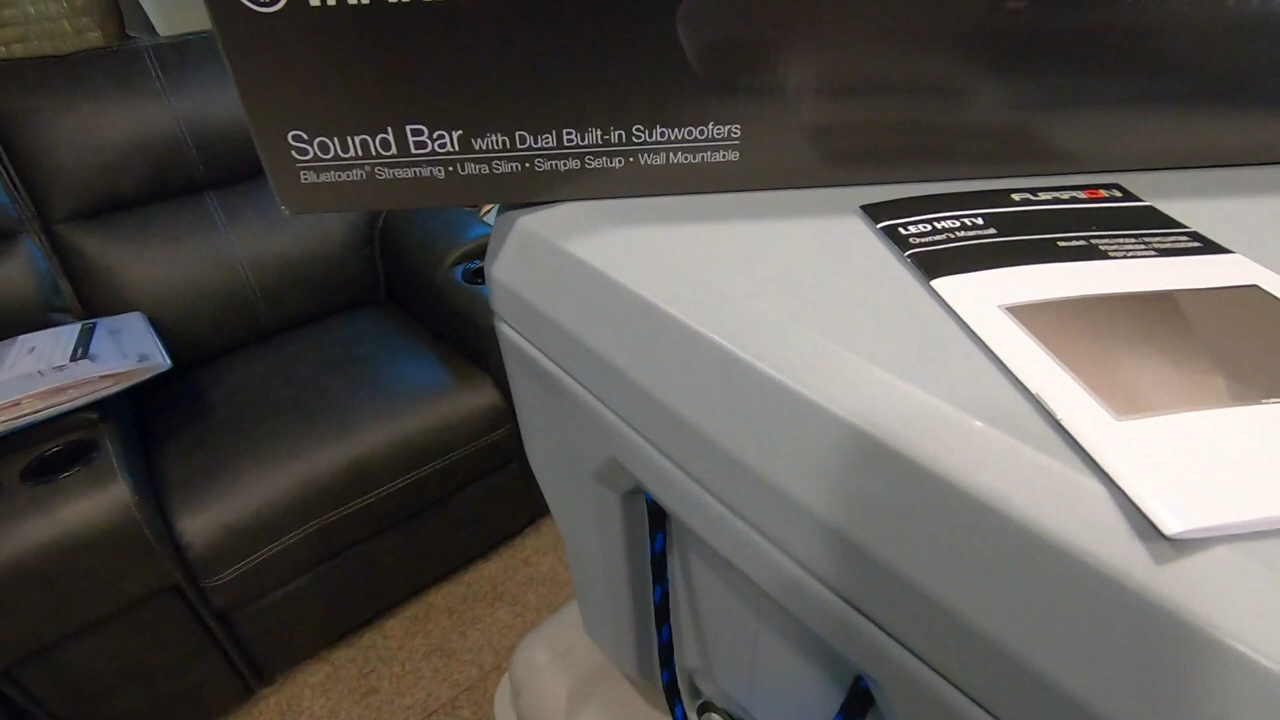 Sound Bar with Dual Built-in Subwoofers
Bluetooth® Streaming • Ultra Slim • Simple Setup • Wall Mountable
FURRION
LED HD TV
Owner's Manual